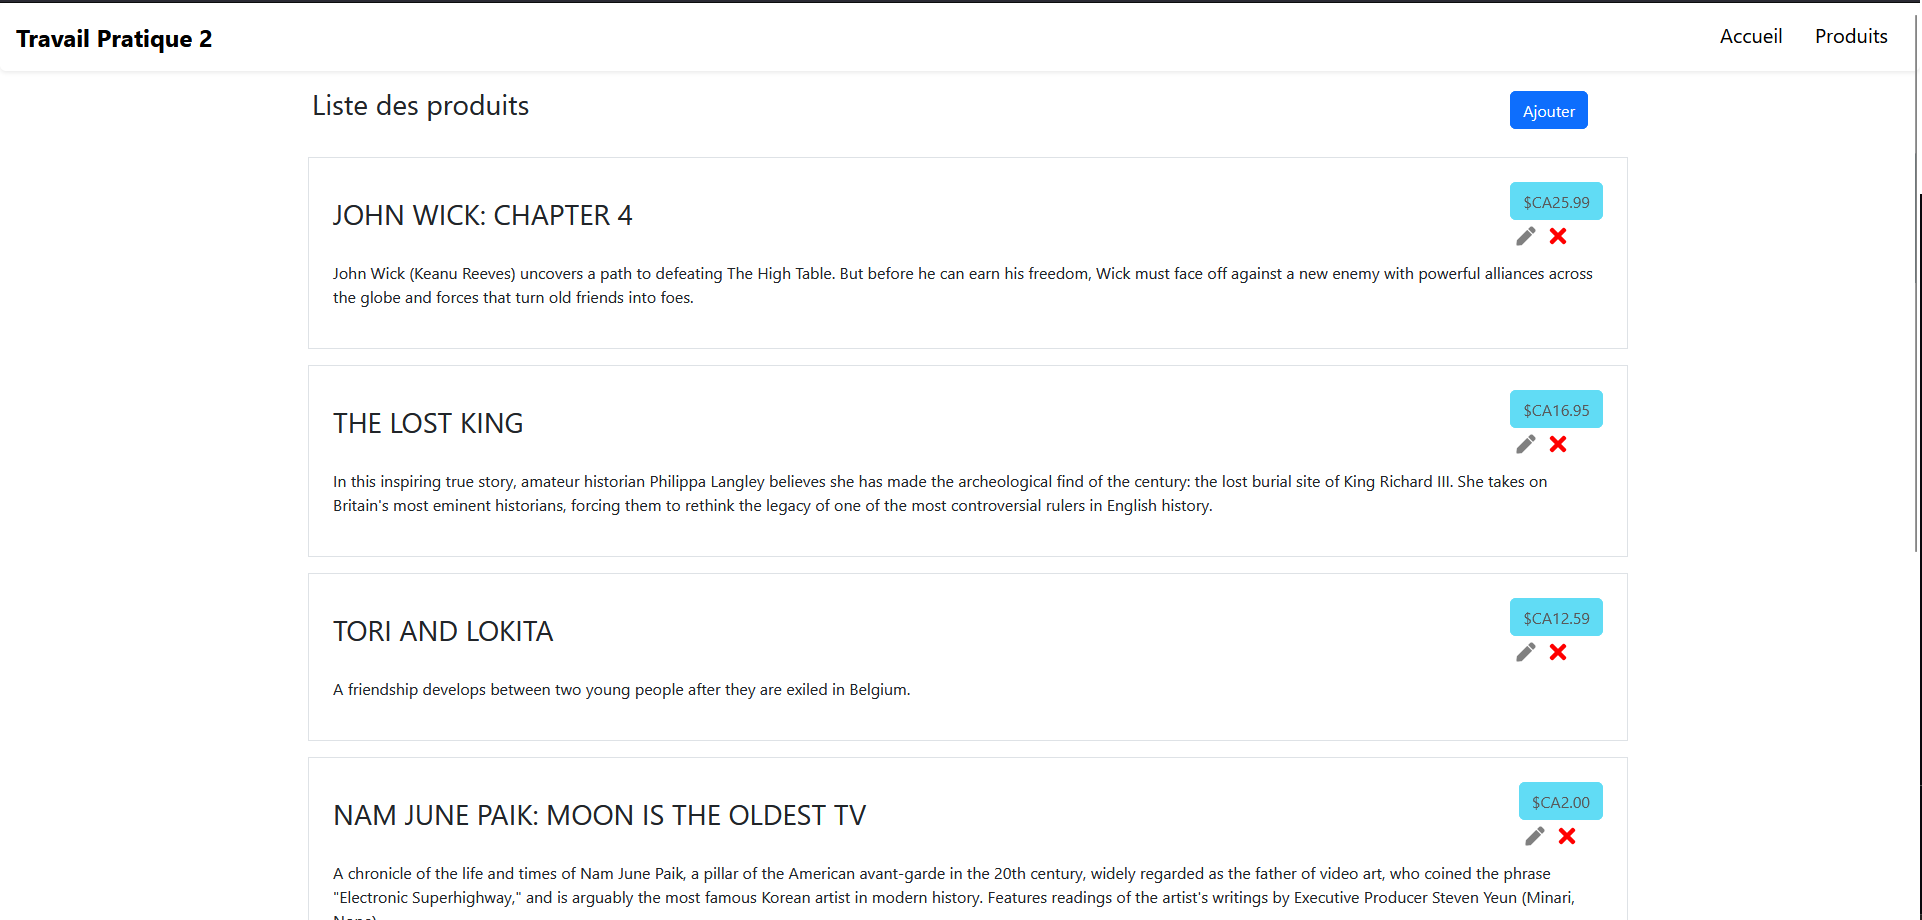 Travail Pratique 2
Accueil
Produits
Liste des produits
Ajouter
JOHN WICK: CHAPTER 4
$CA25.99
John Wick (Keanu Reeves) uncovers a path to defeating The High Table. But before he can earn his freedom, Wick must face off against a new enemy with powerful alliances across
the globe and forces that turn old friends into foes.
THE LOST KING
$CA16.95
In this inspiring true story, amateur historian Philippa Langley believes she has made the archeological find of the century: the lost burial site of King Richard III. She takes on
Britain's most eminent historians, forcing them to rethink the legacy of one of the most controversial rulers in English history.
TORI AND LOKITA
$CA12.59
A friendship develops between two young people after they are exiled in Belgium.
NAM JUNE PAIK: MOON IS THE OLDEST TV
$CA2.00
A chronicle of the life and times of Nam June Paik, a pillar of the American avant-garde in the 20th century, widely regarded as the father of video art, who coined the phrase
"Electronic Superhighway," and is arguably the most famous Korean artist in modern history. Features readings of the artist's writings by Executive Producer Steven Yeun (Minari,